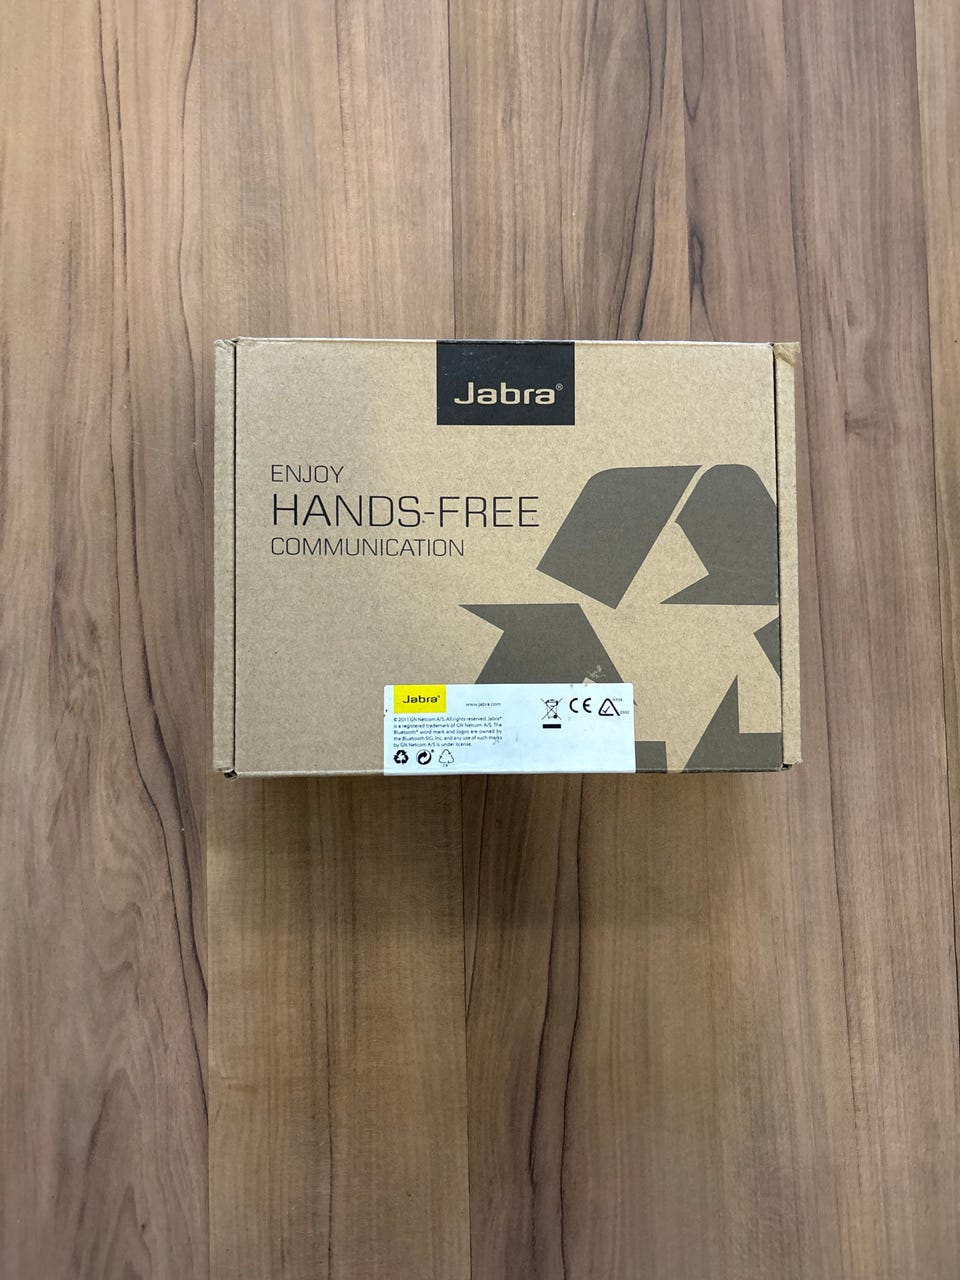 Jabra®
ENJOY
HANDS-FREE
COMMUNICATION
Jabra®
www.jabra.com
© 2011 GN Netcom A/S. All rights reserved. Jabra®
is a registered trademark of GN Netcom A/S. The
Bluetooth® word mark and logos are owned by
the Bluetooth SIG, Inc. and any use of such marks
by GN Netcom A/S is under license.
CE